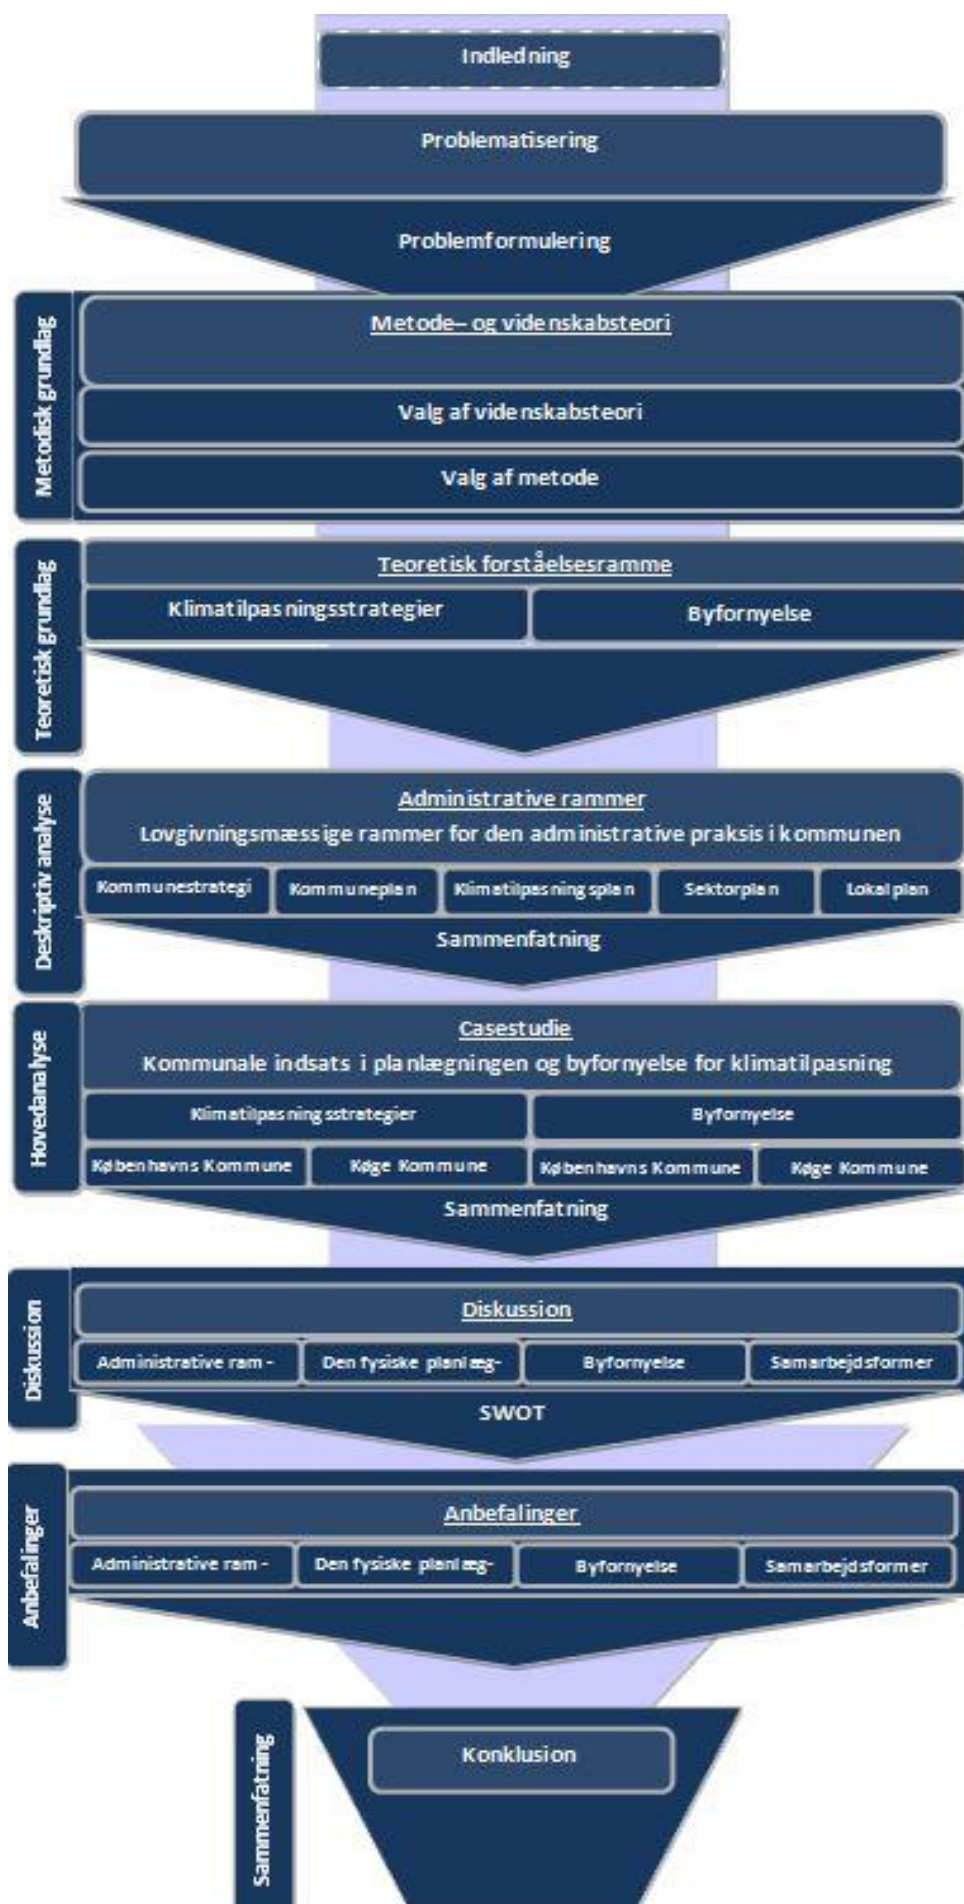 Indledning
Problematisering
Problemformulering
Metodisk grundlag
Metode– og videnskabsteori
Valg af videnskabsteori
Valg af metode
Teoretisk grundlag
Teoretisk forståelsesramme
Klimatilpasningsstrategier
Byfornyelse
Deskriptiv analyse
Administrative rammer
Lovgivningsmæssige rammer for den administrative praksis i kommunen
Kommunestrategi
Kommuneplan
Klimatilpasningsplan
Sektorplan
Lokalplan
Sammenfatning
Hovedanalyse
Casestudie
Kommunale indsats i planlægningen og byfornyelse for klimatilpasning
Klimatilpasningsstrategier
Byfornyelse
Københavns Kommune
Køge Kommune
Københavns Kommune
Køge Kommune
Sammenfatning
Diskussion
Diskussion
Administrative ram -
Den fysiske planlæg-
Byfornyelse
Samarbejdsformer
SWOT
Anbefalinger
Anbefalinger
Administrative ram -
Den fysiske planlæg-
Byfornyelse
Samarbejdsformer
Sammenfatning
Konklusion